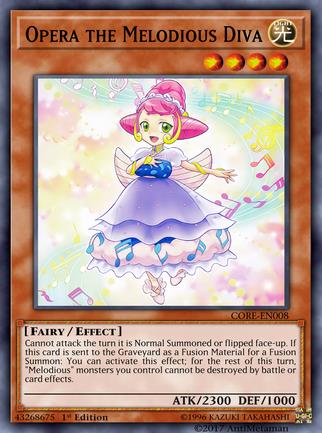 Opera the Melodious Diva
LIGHT
光
CORE-EN008
[ Fairy / Effect ]
Cannot attack the turn it is Normal Summoned or flipped face-up. If
this card is sent to the Graveyard as a Fusion Material for a Fusion
Summon: You can activate this effect; for the rest of this turn,
"Melodious" monsters you control cannot be destroyed by battle
or card effects.
ATK/2300 DEF/1000
43268675 1st Edition ©1996 KAZUKI TAKAHASHI
©2017 AntiMetaman